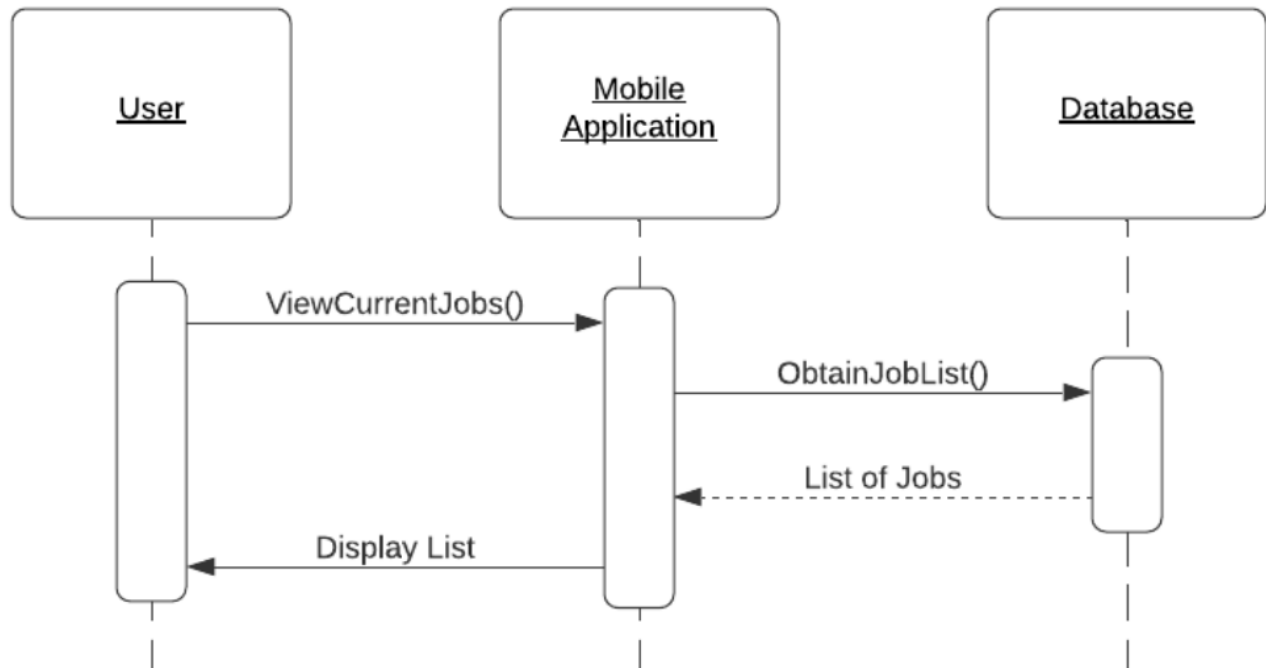 User
Mobile
Application
Database
ViewCurrentJobs()
ObtainJobList()
List of Jobs
Display List